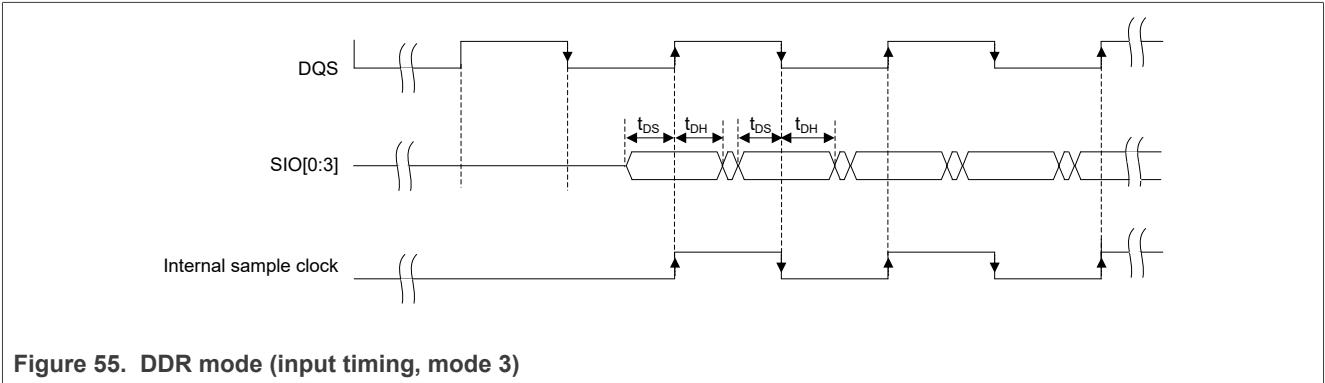 DQS
tDS tDH tDS tDH
SIO[0:3]
Internal sample clock
Figure 55. DDR mode (input timing, mode 3)